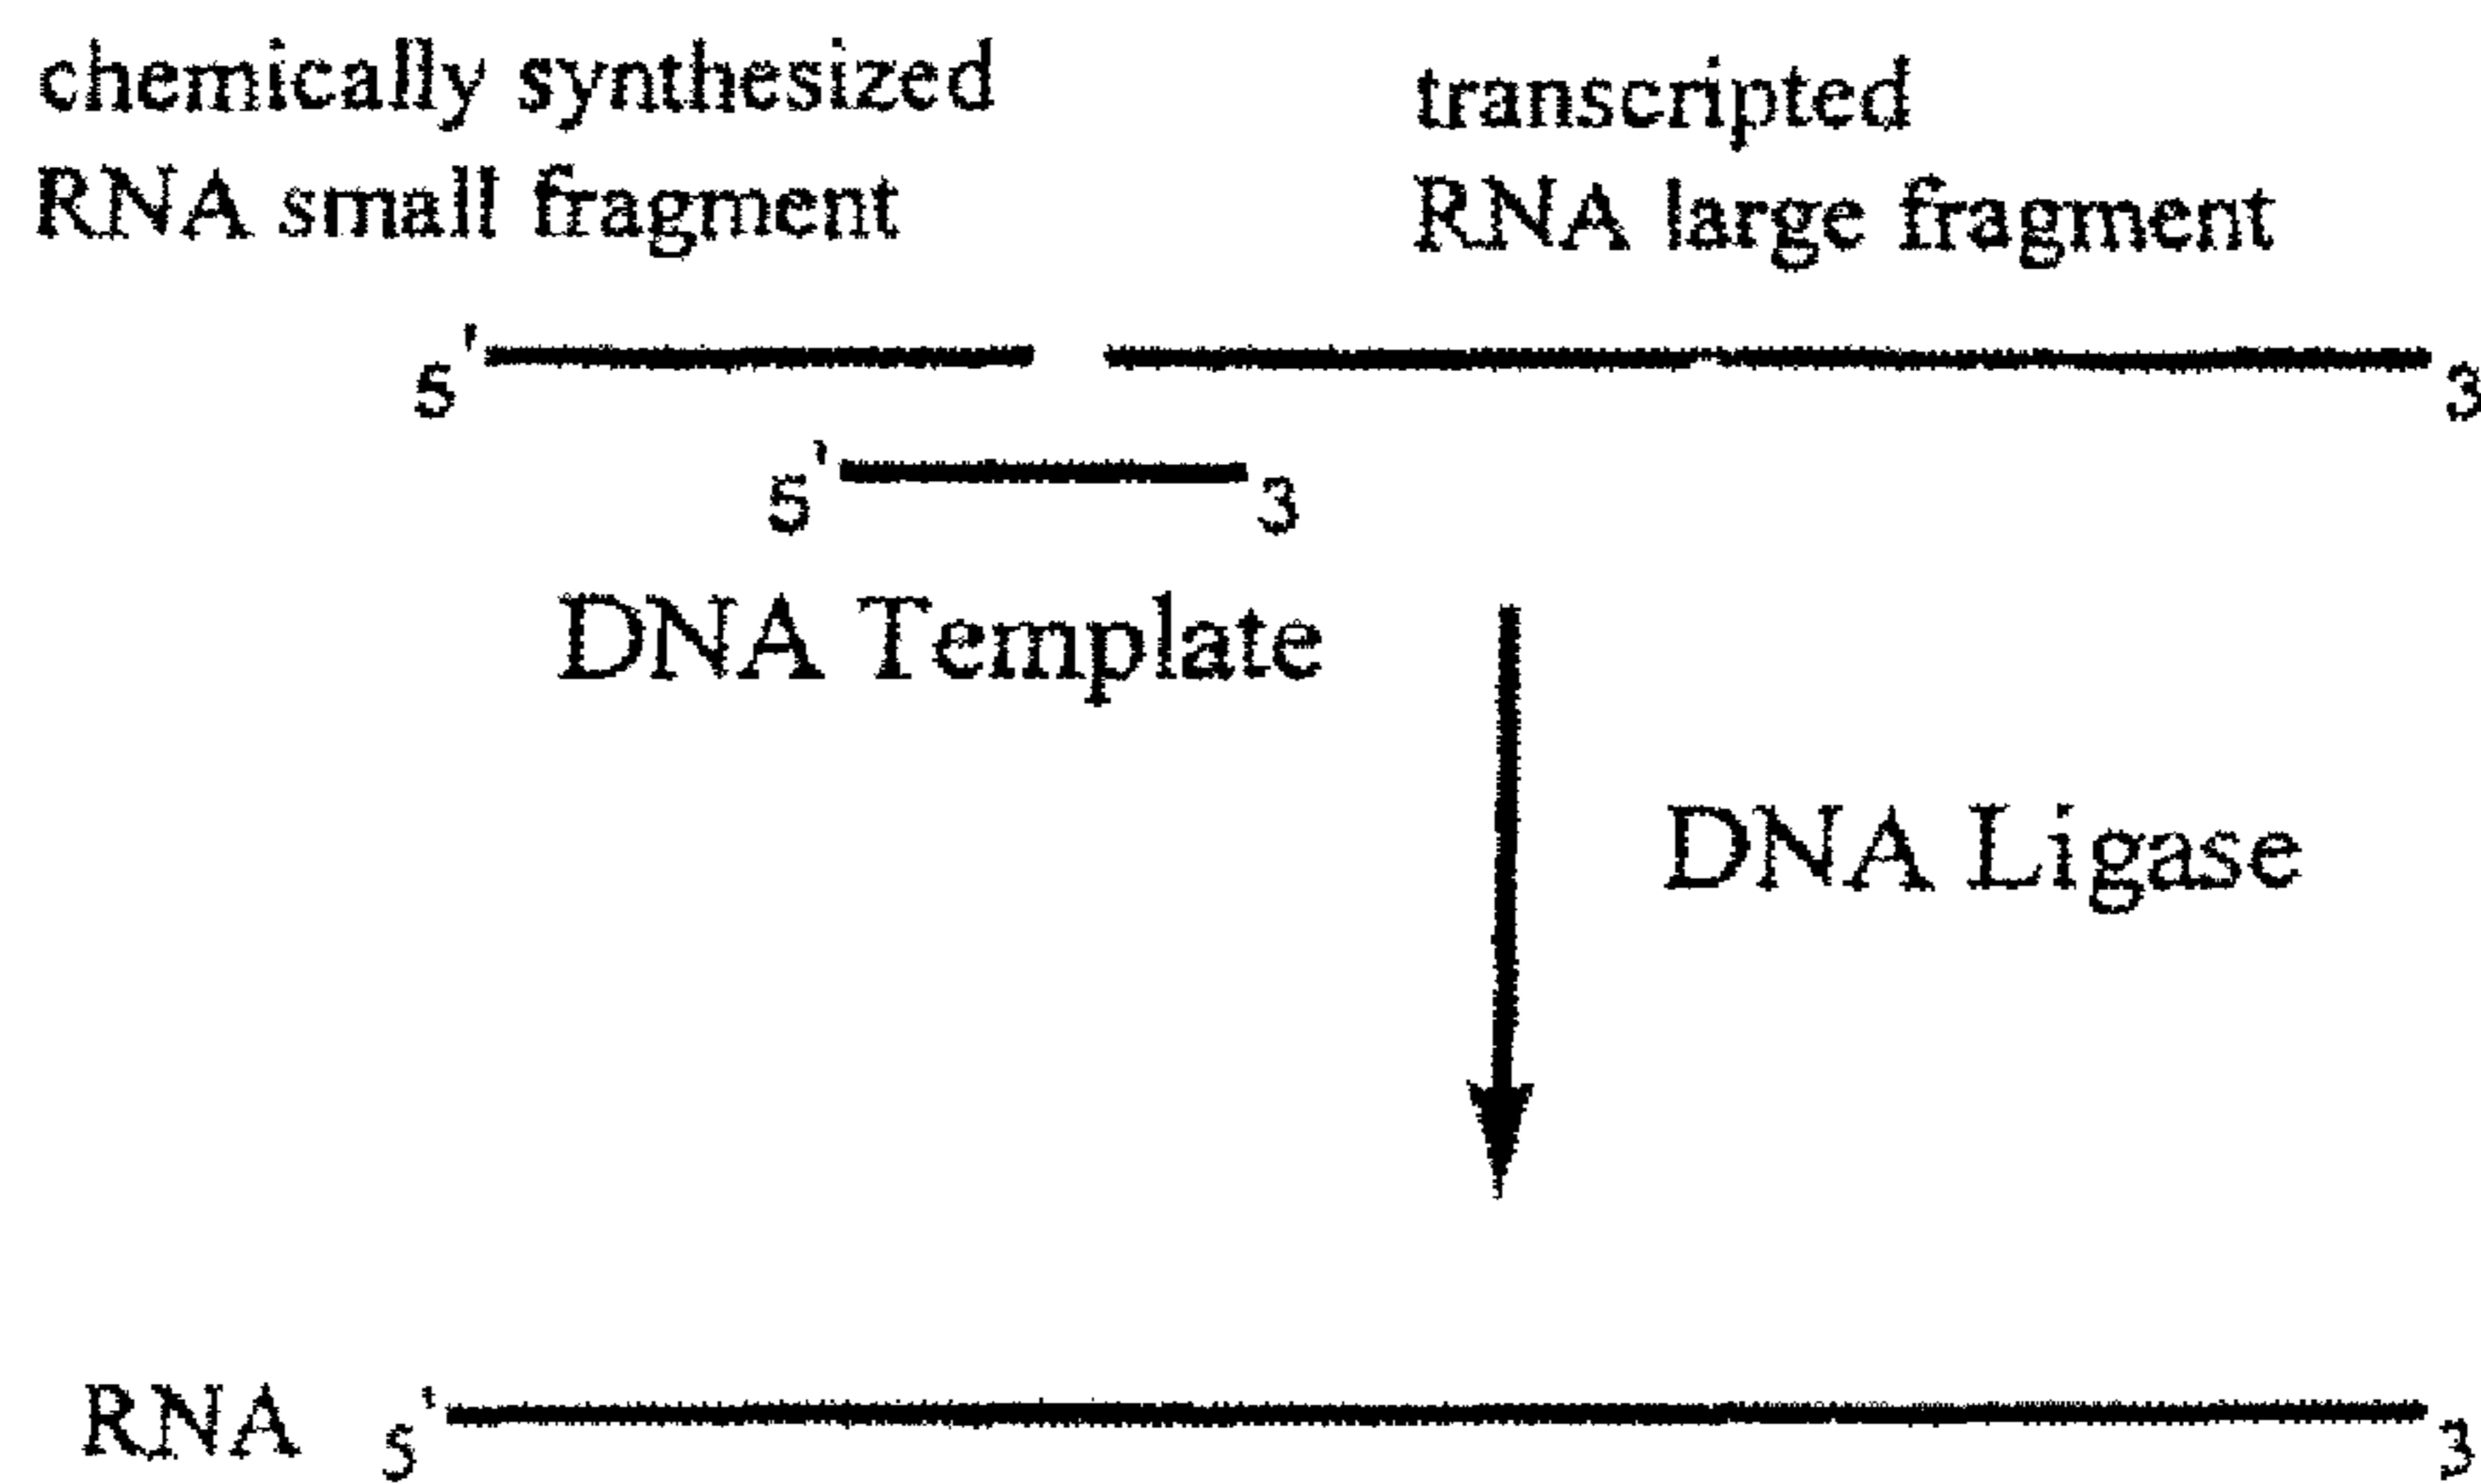 chemically synthesized
RNA small fragment
transcripted
RNA large fragment
5' 3
5' 3
DNA Template
DNA Ligase
RNA 5' 3